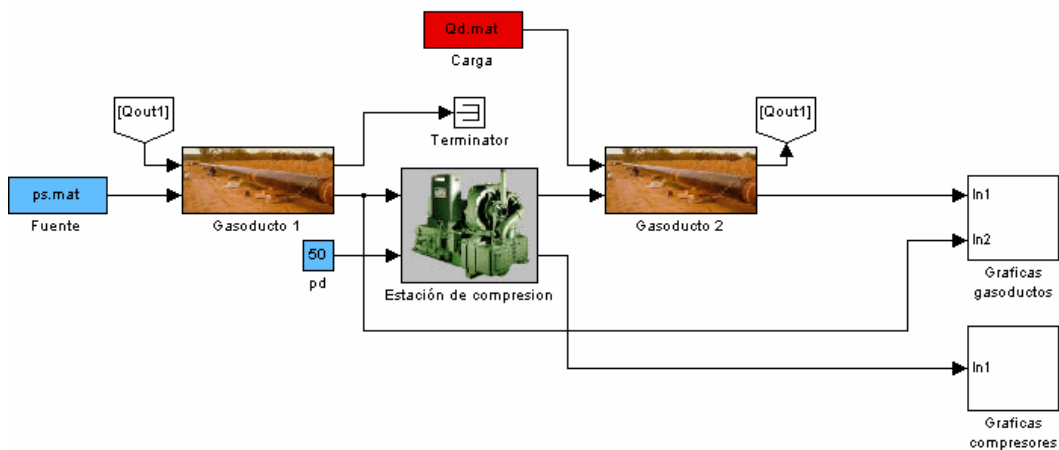 Qd.mat
Carga
[Qout1]
[Qout1]
Terminator
ps.mat
Fuente
Gasoducto 1
Gasoducto 2
In1
In2
50
pd
Estación de compresion
Graficas
gasoductos
In1
Graficas
compresores